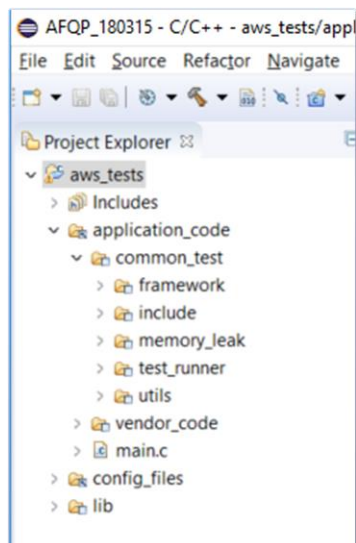 AFQP_180315 - C/C++ - aws_tests/appl
File Edit Source Refactor Navigate
Project Explorer
aws_tests
Includes
application_code
common_test
framework
include
memory_leak
test_runner
utils
vendor_code
main.c
config_files
lib